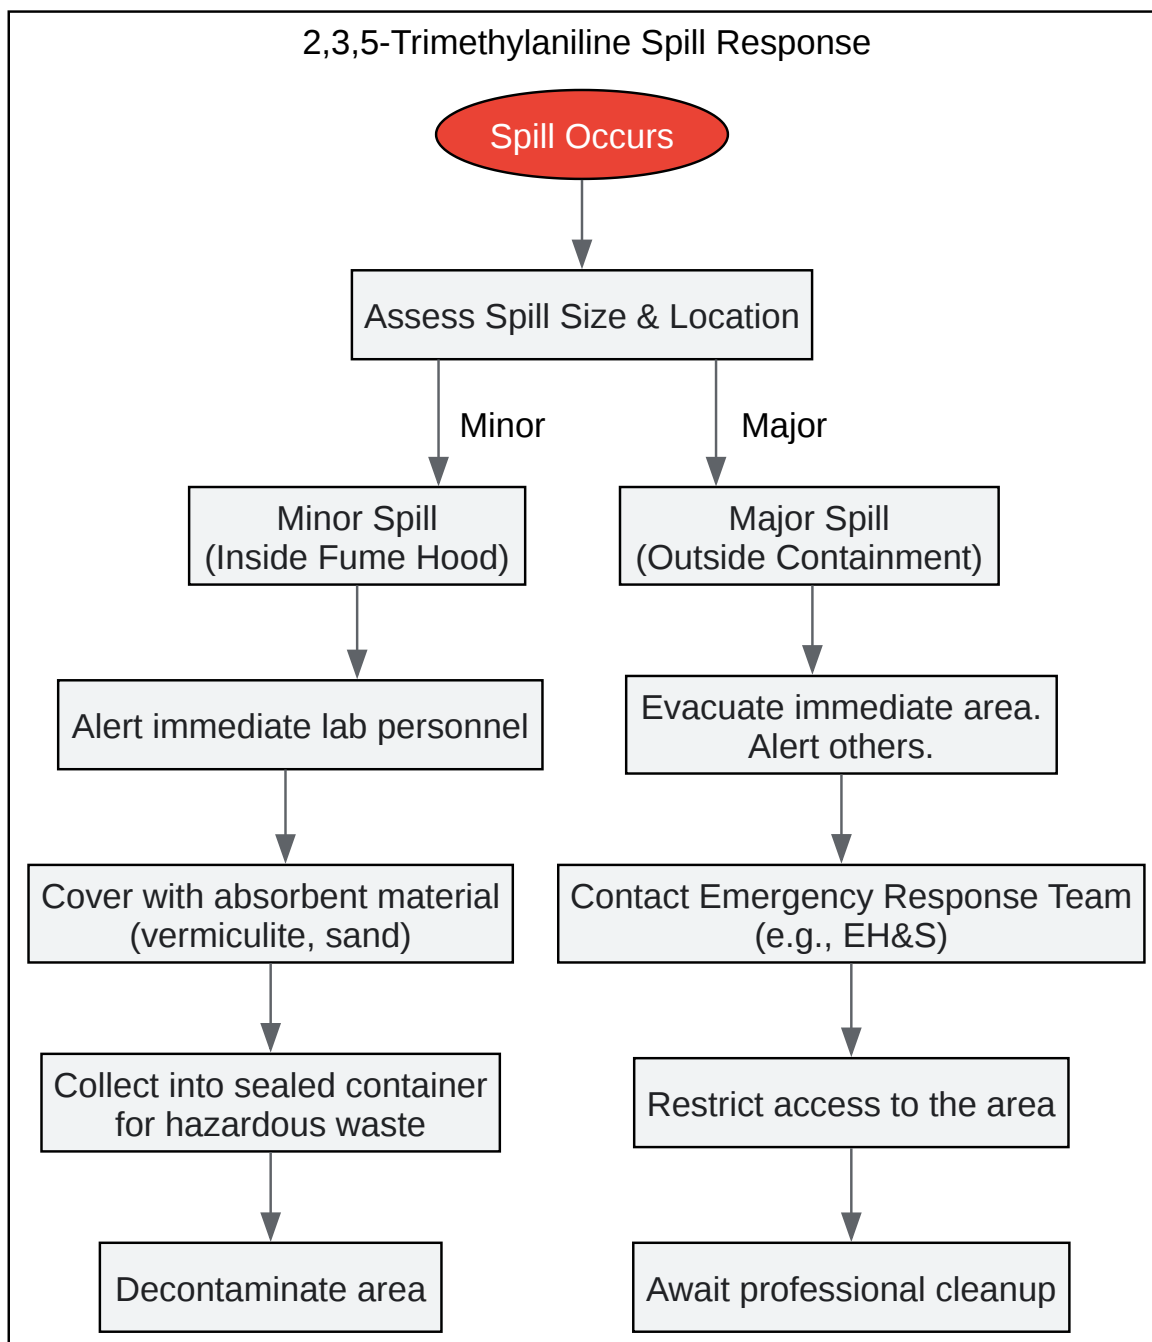 2,3,5-Trimethylaniline Spill Response
Spill Occurs
Assess Spill Size & Location
Minor
Major
Minor Spill
(Inside Fume Hood)
Major Spill
(Outside Containment)
Alert immediate lab personnel
Evacuate immediate area.
Alert others.
Cover with absorbent material
(vermiculite, sand)
Contact Emergency Response Team
(e.g., EH&S)
Collect into sealed container
for hazardous waste
Restrict access to the area
Decontaminate area
Await professional cleanup